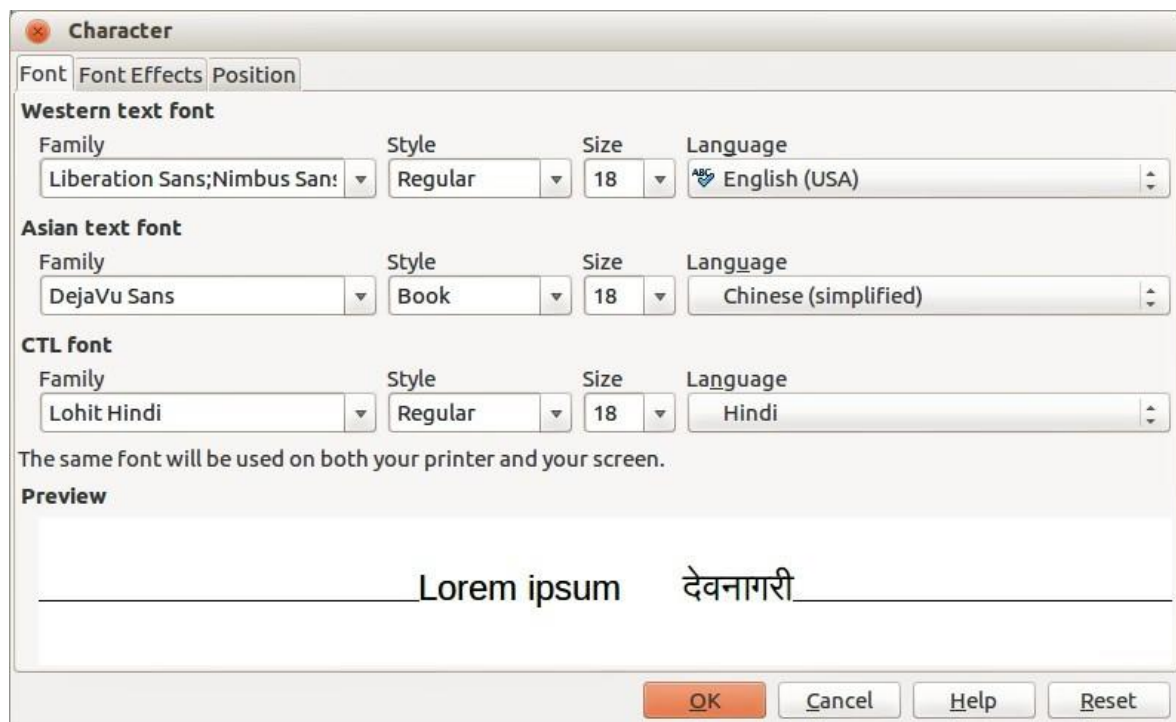 Character
Font Font Effects Position
Western text font
Family Style Size Language
Liberation Sans;Nimbus Sans Regular 18 ABC English (USA)
Asian text font
Family Style Size Language
DejaVu Sans Book 18 Chinese (simplified)
CTL font
Family Style Size Language
Lohit Hindi Regular 18 Hindi
The same font will be used on both your printer and your screen.
Preview
Lorem ipsum देवनागरी
OK Cancel Help Reset